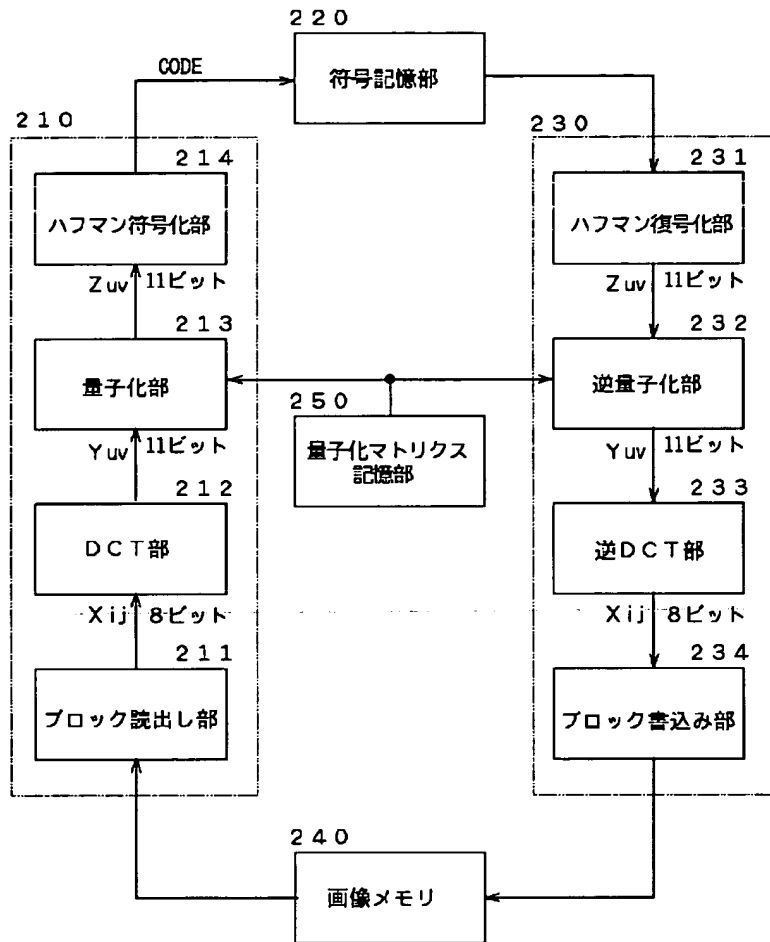 220
符号記憶部
CODE
210
214
ハフマン符号化部
Zuv 11ビット
213
量子化部
Yuv 11ビット
212
DCT部
Xij 8ビット
211
ブロック読出し部
250
量子化マトリクス
記憶部
230
231
ハフマン復号化部
Zuv 11ビット
232
逆量子化部
Yuv 11ビット
233
逆DCT部
Xij 8ビット
234
ブロック書込み部
240
画像メモリ